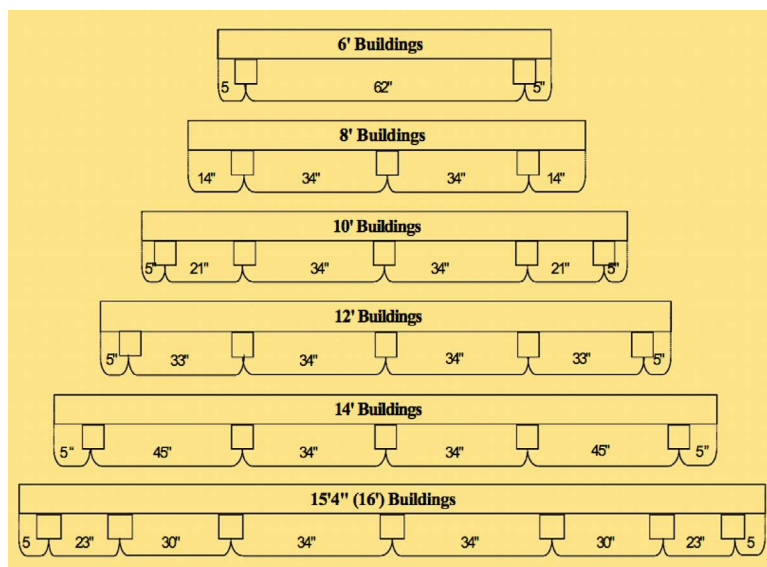 6' Buildings
5 62" 5"
8' Buildings
14" 34" 34" 14"
10' Buildings
5" 21" 34" 34" 21" 5"
12' Buildings
5" 33" 34" 34" 33" 5"
14' Buildings
5" 45" 34" 34" 45" 5"
15'4" (16') Buildings
5 23" 30" 34" 34" 30" 23" 5